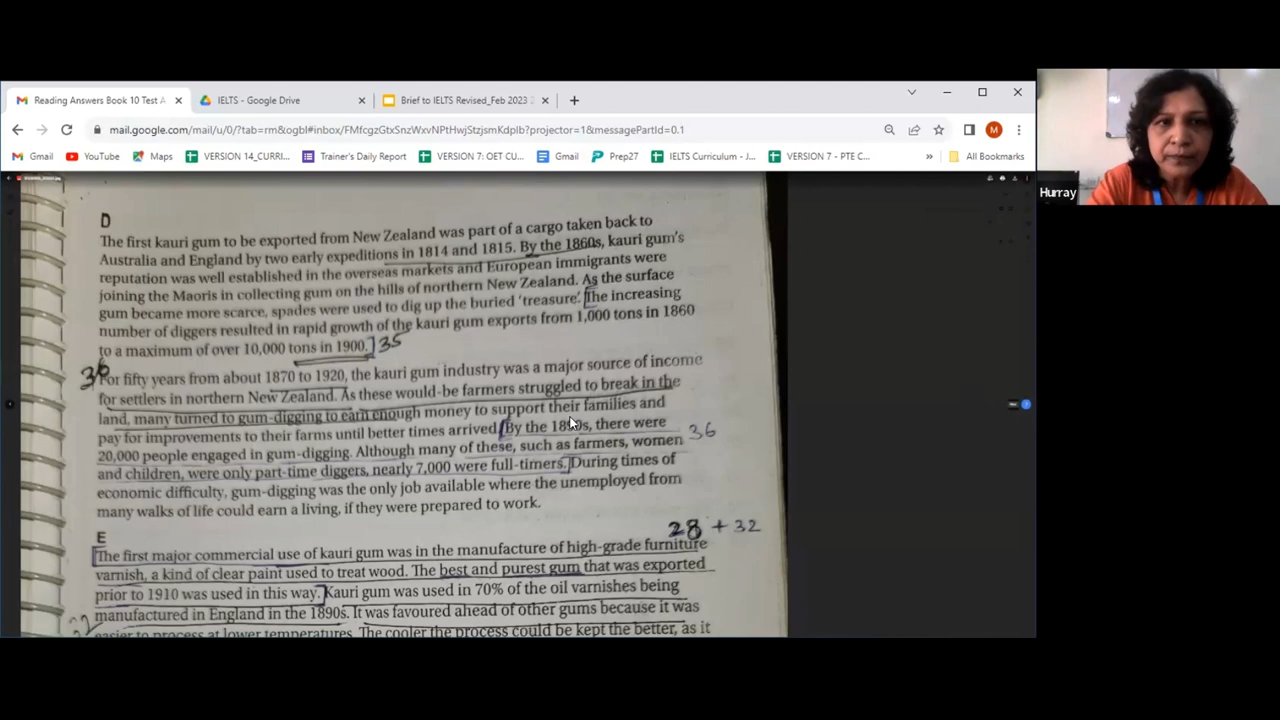 Reading Answers Book 10 Test A
IELTS - Google Drive
Brief to IELTS Revised_Feb 2023
mail.google.com/mail/u/0/?tab=rm&ogbl#inbox/FMfcgzGtxSnzWxvNPtHwjStzjsmKdplb?projector=1&messagePartId=0.1
M
Gmail
YouTube
Maps
VERSION 14_CURRI...
Trainer's Daily Report
VERSION 7: OET CU...
Gmail
Prep27
IELTS Curriculum - J...
VERSION 7 - PTE C...
»
All Bookmarks
Hurray
D
The first kauri gum to be exported from New Zealand was part of a cargo taken back to
Australia and England by two early expeditions in 1814 and 1815. By the 1860s, kauri gum's
reputation was well established in the overseas markets and European immigrants were
joining the Maoris in collecting gum on the hills of northern New Zealand. As the surface
gum became more scarce, spades were used to dig up the buried 'treasure'. The increasing
number of diggers resulted in rapid growth of the kauri gum exports from 1,000 tons in 1860
to a maximum of over 10,000 tons in 1900. 35
36
For fifty years from about 1870 to 1920, the kauri gum industry was a major source of income
for settlers in northern New Zealand. As these would-be farmers struggled to break in the
land, many turned to gum-digging to earn enough money to support their families and
pay for improvements to their farms until better times arrived. By the 1890s, there were
20,000 people engaged in gum-digging. Although many of these, such as farmers, women 36
and children, were only part-time diggers, nearly 7,000 were full-timers. During times of
economic difficulty, gum-digging was the only job available where the unemployed from
many walks of life could earn a living, if they were prepared to work.
28 + 32
E
The first major commercial use of kauri gum was in the manufacture of high-grade furniture
varnish, a kind of clear paint used to treat wood. The best and purest gum that was exported
prior to 1910 was used in this way. Kauri gum was used in 70% of the oil varnishes being
manufactured in England in the 1890s. It was favoured ahead of other gums because it was
easier to process at lower temperatures. The cooler the process could be kept the better, as it